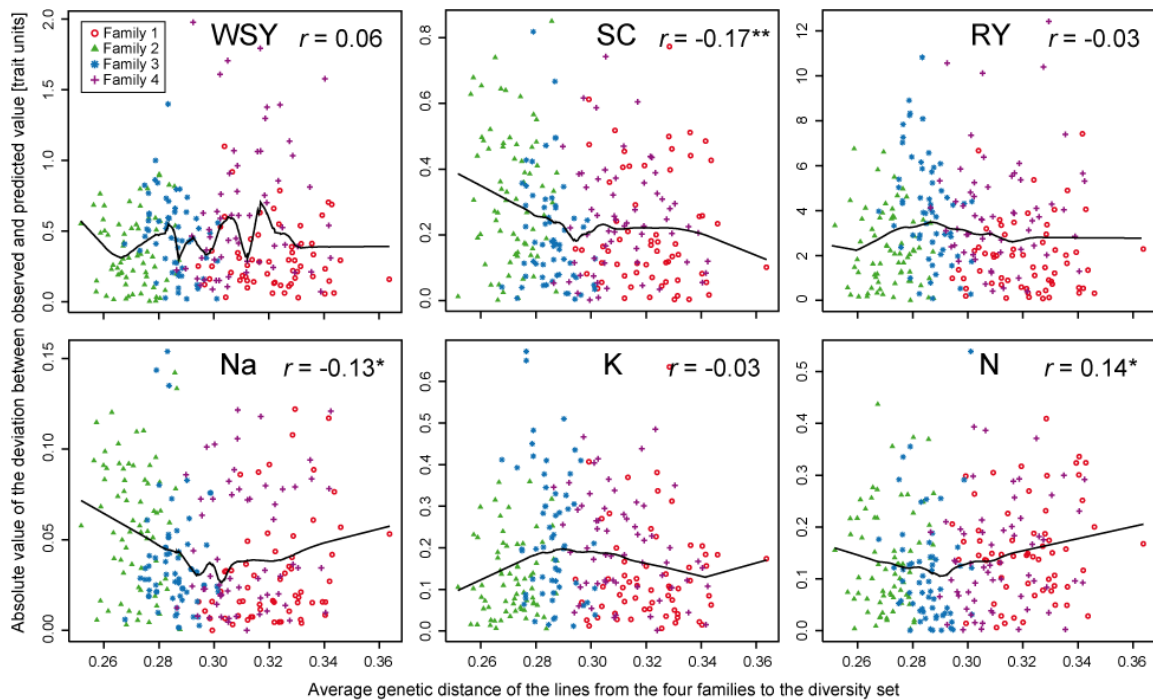 Absolute value of the deviation between observed and predicted value [trait units]
WSY
r = 0.06
Family 1
Family 2
Family 3
Family 4
2.0
1.5
1.0
0.5
0.0
SC
r = -0.17**
0.8
0.6
0.4
0.2
0.0
RY
r = -0.03
12
10
8
6
4
2
0
Na
r = -0.13*
0.15
0.10
0.05
0.00
K
r = -0.03
0.6
0.5
0.4
0.3
0.2
0.1
0.0
N
r = 0.14*
0.5
0.4
0.3
0.2
0.1
0.0
0.26 0.28 0.30 0.32 0.34 0.36
0.26 0.28 0.30 0.32 0.34 0.36
0.26 0.28 0.30 0.32 0.34 0.36
Average genetic distance of the lines from the four families to the diversity set